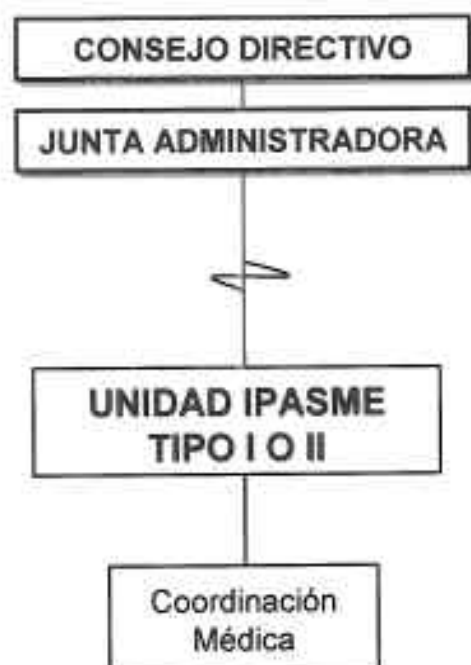 CONSEJO DIRECTIVO
JUNTA ADMINISTRADORA
UNIDAD IPASME
TIPO I O II
Coordinación
Médica